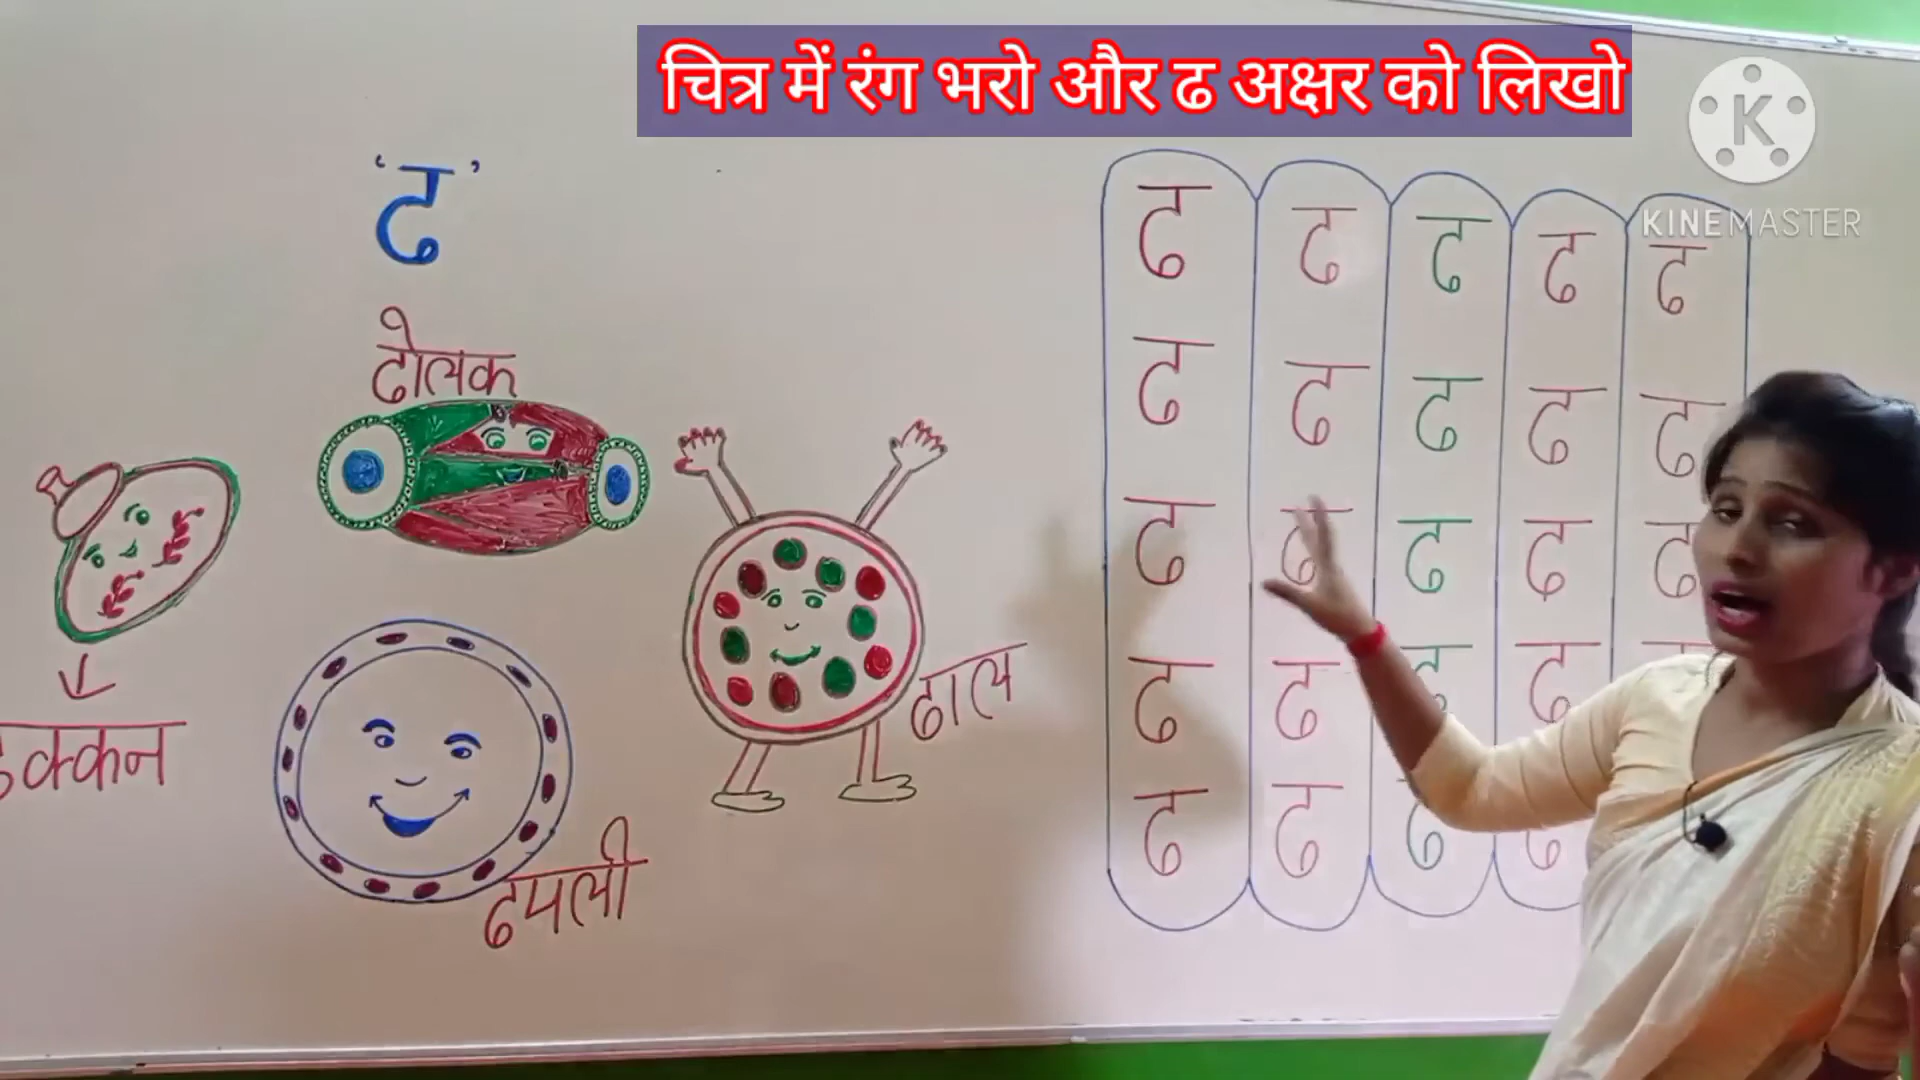 चित्र में रंग भरो और ढ अक्षर को लिखो
K
KINEMASTER
'ढ'
ढोलक
ढाल
ढक्कन
ढपली
ढ ढ ढ ढ ढ
ढ ढ ढ ढ ढ
ढ ढ ढ ढ ढ
ढ ढ ढ ढ
ढ ढ ढ ढ